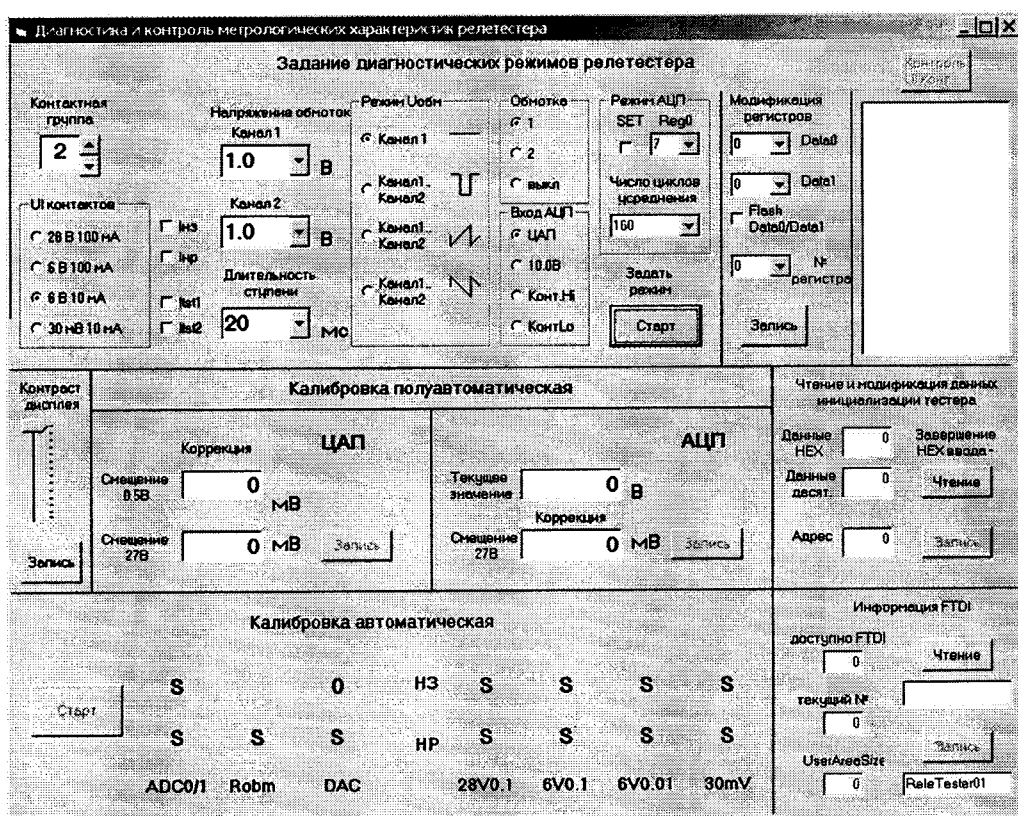 Диагностика и контроль метрологических характеристик релетестера
Задание диагностических режимов релетестера
Контроль
Контактная
группа
2
UI контактов
28 В 100 мА
6 В 100 мА
6 В 10 мА
30 мВ 10 мА
Iнз
Iнр
Itst1
Itst2
Напряжение обмоток
Канал 1
1.0 В
Канал 2
1.0 В
Длительность
ступени
20 мс
Режим Uобм
Канал 1
Канал1..
Канал2
Канал1..
Канал2
Канал1..
Канал2
Обмотка
1
2
выкл
Вход АЦП
ЦАП
10.0В
Конт.Hi
КонтLo
Режим АЦП
SET Reg0
7
Число циклов
усреднения
160
Задать
режим
Старт
Модификация
регистров
0 Data0
0 Data1
Flash
Data0/Data1
0 №
регистра
Запись
Контраст
дисплея
Запись
Калибровка полуавтоматическая
Коррекция
ЦАП
Смещение
0.5В
0 мВ
Смещение
27В
0 мВ
Запись
АЦП
Текущее
значение
0 В
Коррекция
Смещение
27В
0 мВ
Запись
Чтение и модификация данных
инициализации тестера
Данные
HEX
0
Завершение
HEX ввода -
Данные
десят.
0
Чтение
Адрес
0
Запись
Калибровка автоматическая
Старт
S 0 НЗ S S S S
S S S НР S S S S
ADC0/1 Robm DAC 28V0.1 6V0.1 6V0.01 30mV
Информация FTDI
доступно FTDI
0
Чтение
текущий №
0
Запись
UserAreaSize
0
ReleTester01